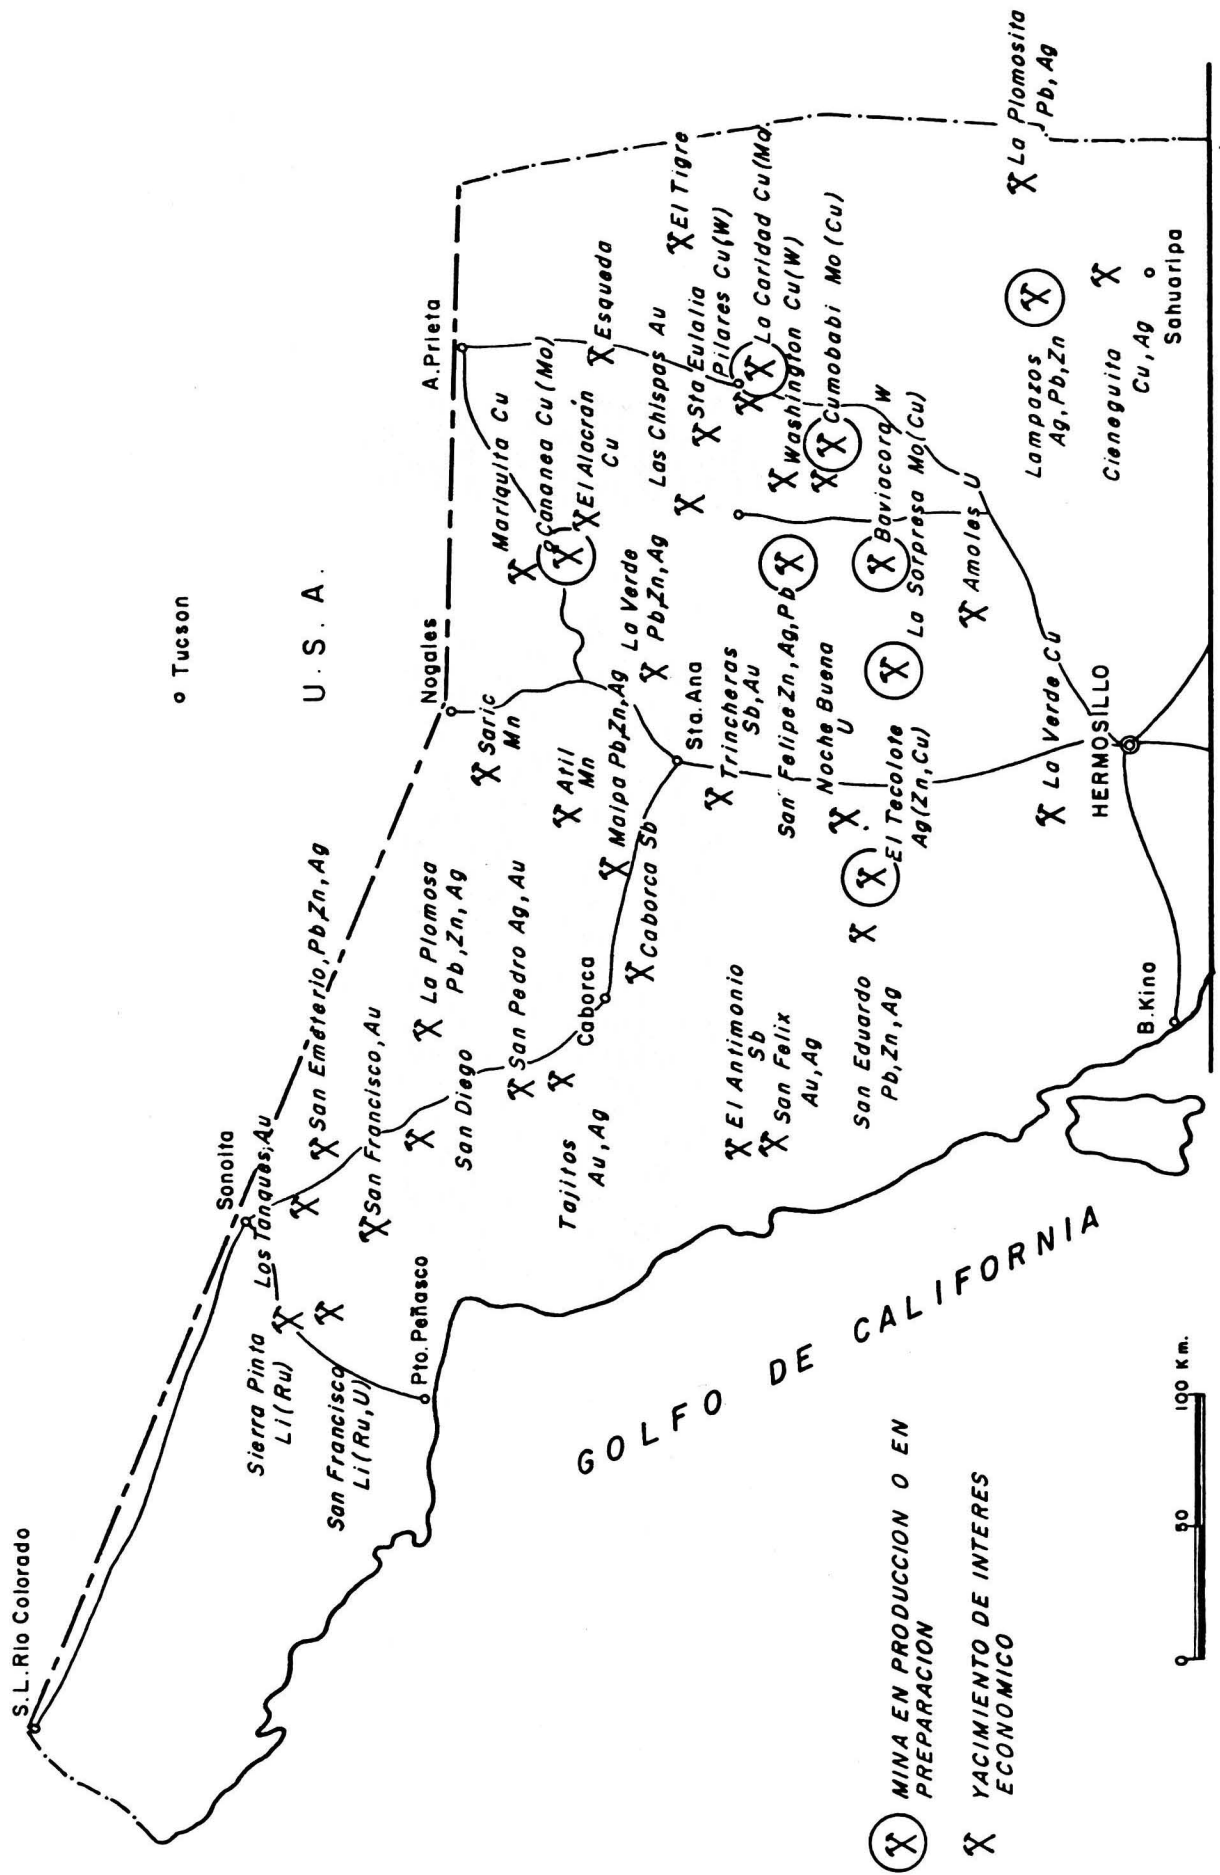 S.L. Rio Colorado
Tucson
U. S. A.
Sonoita
Nogales
A. Prieta
Los Tanques, Au
San Emeterio, Pb,Zn,Ag
Sierra Pinta
Li(Ru)
San Francisco
Li(Ru,U)
San Francisco, Au
Pto. Peñasco
La Plomosa
Pb, Zn, Ag
San Diego
San Pedro Ag, Au
Tajitos
Au, Ag
Caborca
Caborca Sb
Saric
Mn
Atil
Mn
Malpa Pb,Zn,Ag
Mariquita Cu
Cananea Cu (Mo)
El Alacrán
Cu
Esqueda
La Verde
Pb,Zn,Ag
Las Chispas Au
Sta Eulalia
El Tigre
Pilares Cu(W)
La Caridad Cu(Mo)
Washington Cu(W)
Cumobabi Mo (Cu)
Sta. Ana
Trincheras
Sb, Au
San Felipe Zn, Ag, Pb
Noche Buena
U
El Antimonio
Sb
San Felix
Au, Ag
San Eduardo
Pb, Zn, Ag
El Tecolote
Ag(Zn, Cu)
Baviacora W
La Sorpresa Mo(Cu)
Amoles U
La Verde Cu
HERMOSILLO
B. Kino
La Plomosita
Pb, Ag
Lampazos
Ag, Pb, Zn
Cieneguita
Cu, Ag
Sahuaripa
GOLFO DE CALIFORNIA
MINA EN PRODUCCION O EN
PREPARACION
YACIMIENTO DE INTERES
ECONOMICO
0 50 100 Km.